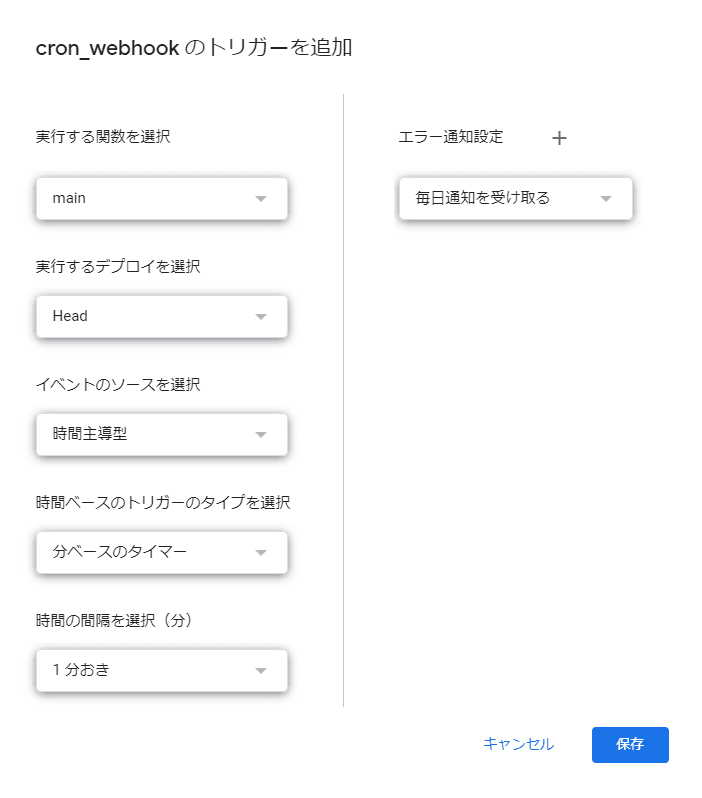 cron_webhook のトリガーを追加
実行する関数を選択
main
実行するデプロイを選択
Head
イベントのソースを選択
時間主導型
時間ベースのトリガーのタイプを選択
分ベースのタイマー
時間の間隔を選択（分）
1 分おき
エラー通知設定 +
毎日通知を受け取る
キャンセル
保存